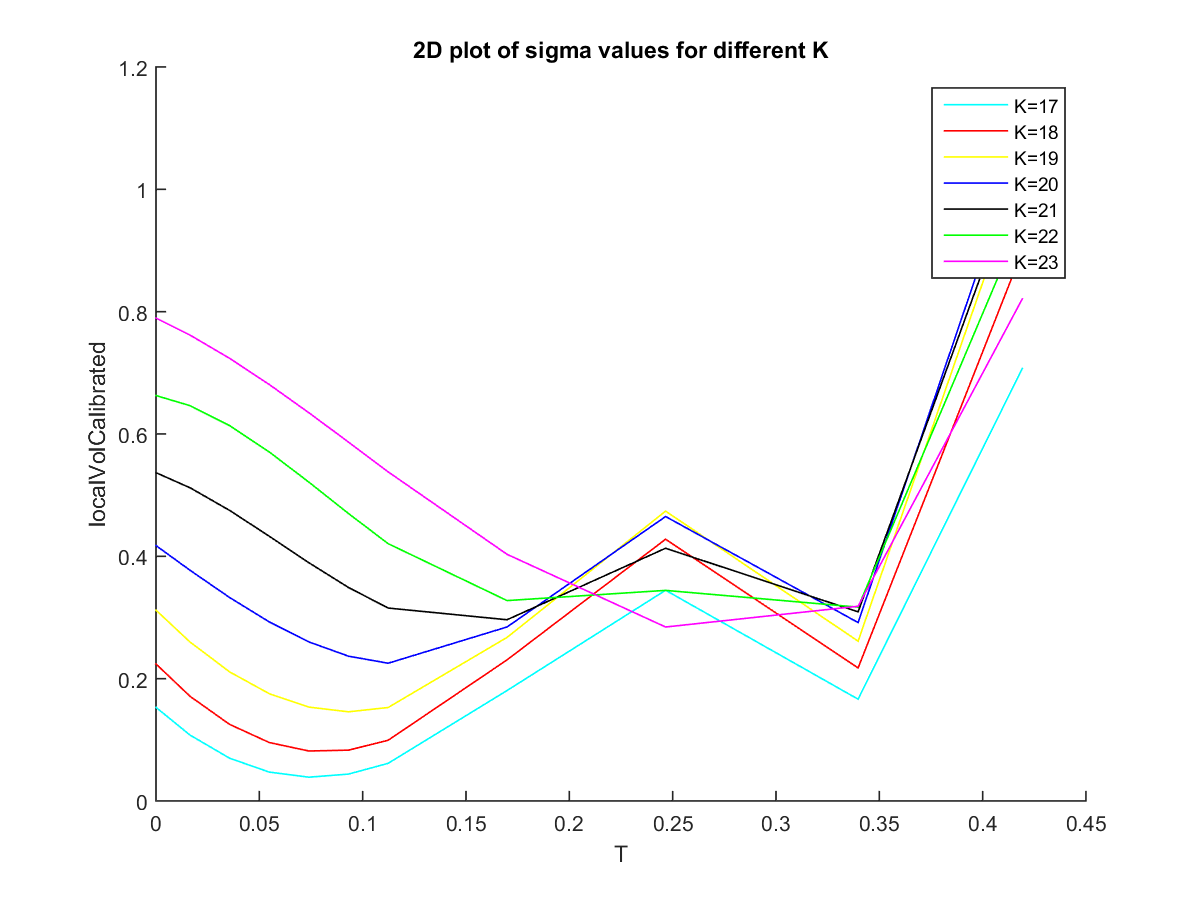 2D plot of sigma values for different K
1.2
1
0.8
0.6
0.4
0.2
0
localVolCalibrated
K=17
K=18
K=19
K=20
K=21
K=22
K=23
0 0.05 0.1 0.15 0.2 0.25 0.3 0.35 0.4 0.45
T